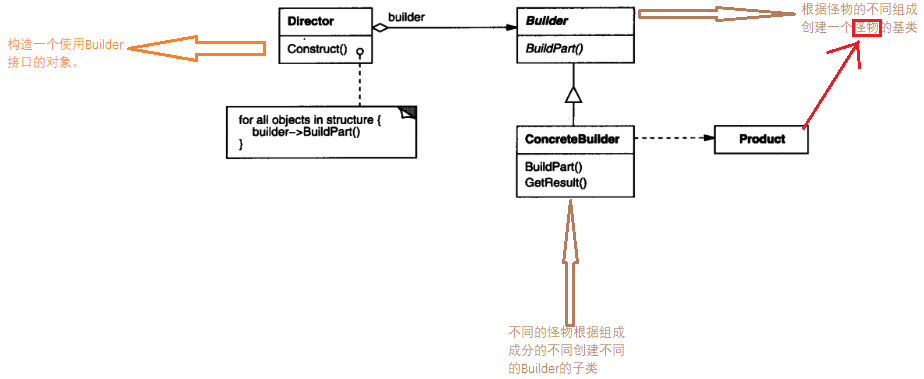 Director
Construct()
builder
Builder
BuildPart()
根据怪物的不同组成
创建一个怪物的基类
构造一个使用Builder
接口的对象。
for all objects in structure {
builder->BuildPart()
}
ConcreteBuilder
BuildPart()
GetResult()
Product
不同的怪物根据组成
成分的不同创建不同
的Builder的子类